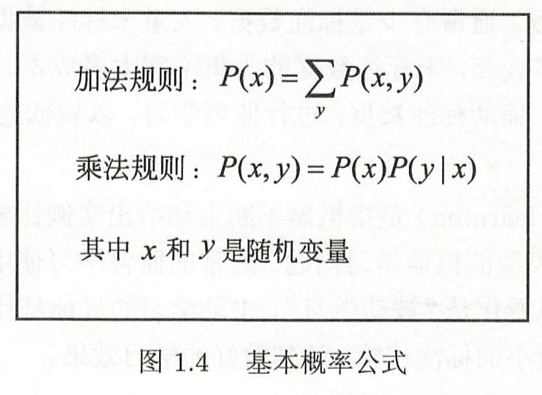 加法规则：P(x)=∑_y P(x,y)
乘法规则：P(x,y)=P(x)P(y|x)
其中 x 和 y 是随机变量
图 1.4 基本概率公式